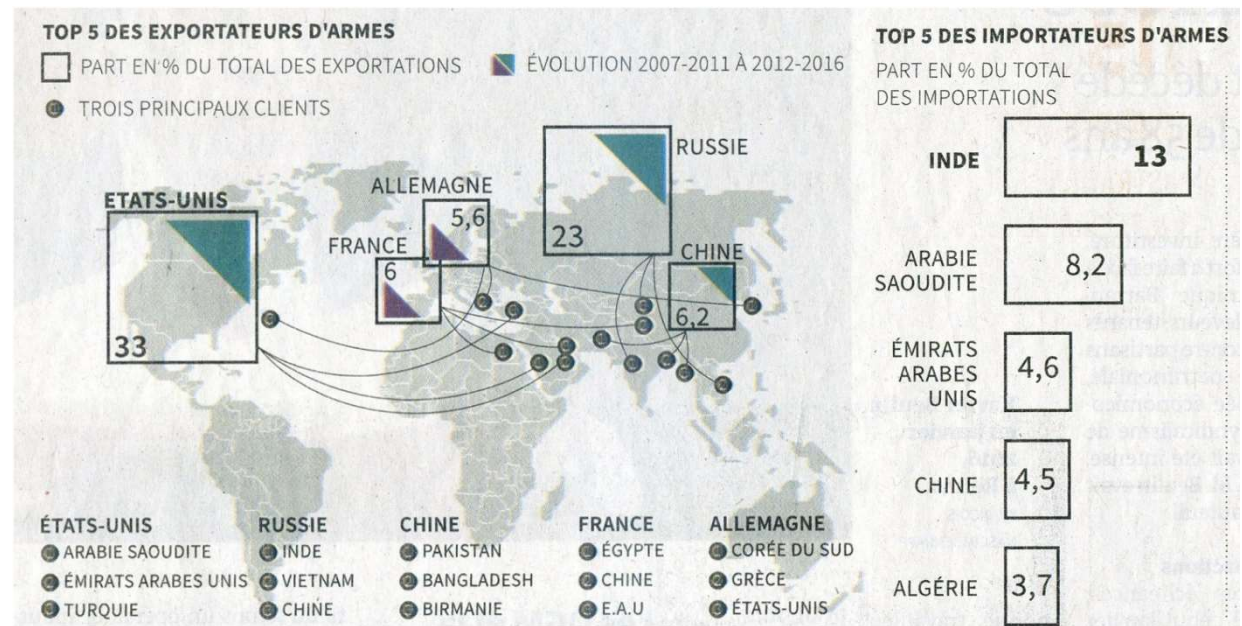 TOP 5 DES EXPORTATEURS D'ARMES
PART EN % DU TOTAL DES EXPORTATIONS
ÉVOLUTION 2007-2011 À 2012-2016
TROIS PRINCIPAUX CLIENTS
ETATS-UNIS
33
ALLEMAGNE
5,6
FRANCE
6
RUSSIE
23
CHINE
6,2
ÉTATS-UNIS
ARABIE SAOUDITE
ÉMIRATS ARABES UNIS
TURQUIE
RUSSIE
INDE
VIETNAM
CHINE
CHINE
PAKISTAN
BANGLADESH
BIRMANIE
FRANCE
ÉGYPTE
CHINE
E.A.U
ALLEMAGNE
CORÉE DU SUD
GRÈCE
ÉTATS-UNIS
TOP 5 DES IMPORTATEURS D'ARMES
PART EN % DU TOTAL
DES IMPORTATIONS
INDE
13
ARABIE
SAOUDITE
8,2
ÉMIRATS
ARABES
UNIS
4,6
CHINE
4,5
ALGÉRIE
3,7